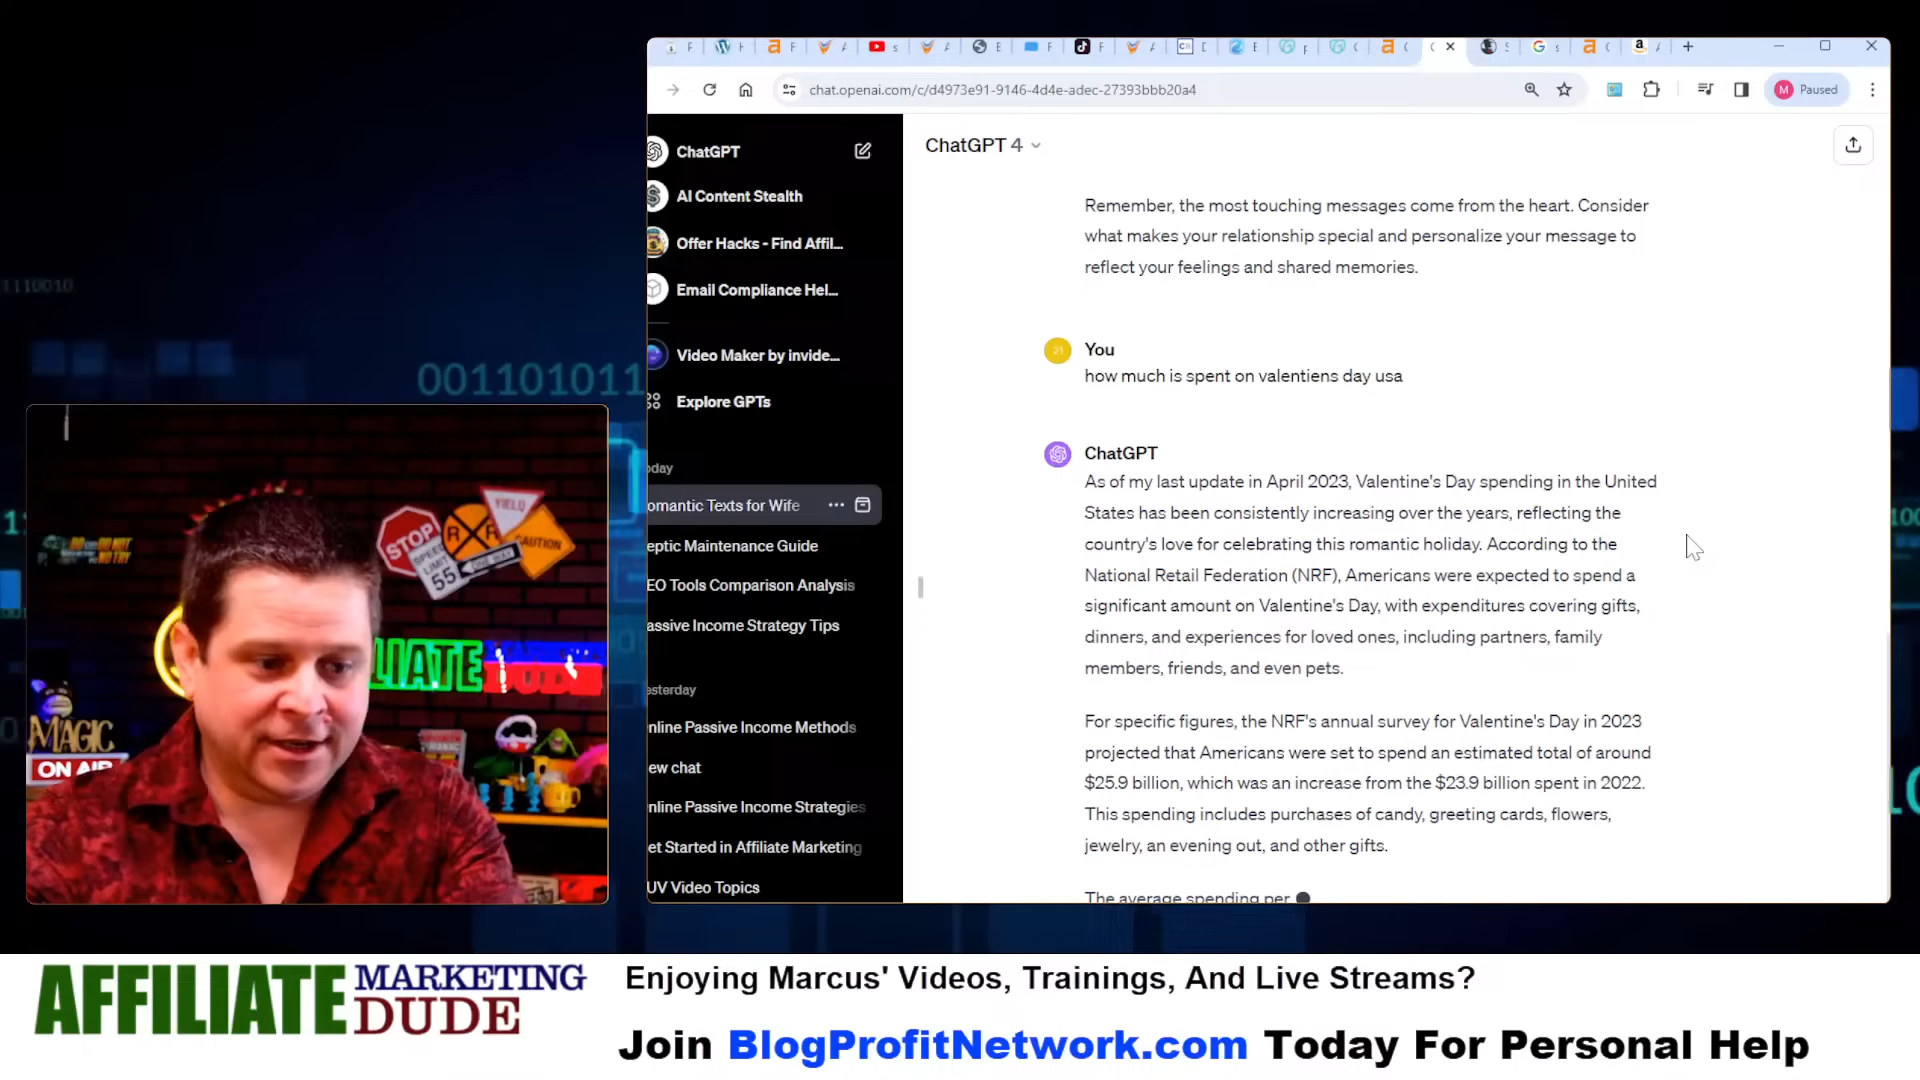 chat.openai.com/c/d4973e91-9146-4d4e-adec-27393bbb20a4
Paused
ChatGPT
AI Content Stealth
Offer Hacks - Find Affil...
Email Compliance Hel...
Video Maker by invide...
Explore GPTs
oday
omantic Texts for Wife
eptic Maintenance Guide
EO Tools Comparison Analysis
assive Income Strategy Tips
esterday
nline Passive Income Methods
ew chat
nline Passive Income Strategies
et Started in Affiliate Marketing
UV Video Topics
ChatGPT 4
Remember, the most touching messages come from the heart. Consider
what makes your relationship special and personalize your message to
reflect your feelings and shared memories.
You
how much is spent on valentiens day usa
ChatGPT
As of my last update in April 2023, Valentine's Day spending in the United
States has been consistently increasing over the years, reflecting the
country's love for celebrating this romantic holiday. According to the
National Retail Federation (NRF), Americans were expected to spend a
significant amount on Valentine's Day, with expenditures covering gifts,
dinners, and experiences for loved ones, including partners, family
members, friends, and even pets.
For specific figures, the NRF's annual survey for Valentine's Day in 2023
projected that Americans were set to spend an estimated total of around
$25.9 billion, which was an increase from the $23.9 billion spent in 2022.
This spending includes purchases of candy, greeting cards, flowers,
jewelry, an evening out, and other gifts.
The average spending per
1110010
001101011
STOP
YIELD
RXR
CAUTION
SPEED
LIMIT
55
LIATE
MAGIC
ON AIR
AFFILIATE MARKETING DUDE
Enjoying Marcus' Videos, Trainings, And Live Streams?
Join BlogProfitNetwork.com Today For Personal Help